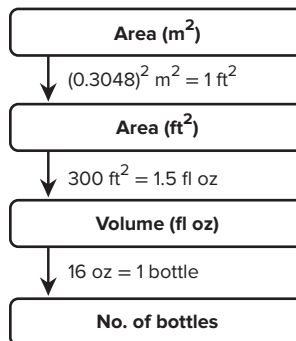 Area (m²)
(0.3048)² m² = 1 ft²
Area (ft²)
300 ft² = 1.5 fl oz
Volume (fl oz)
16 oz = 1 bottle
No. of bottles